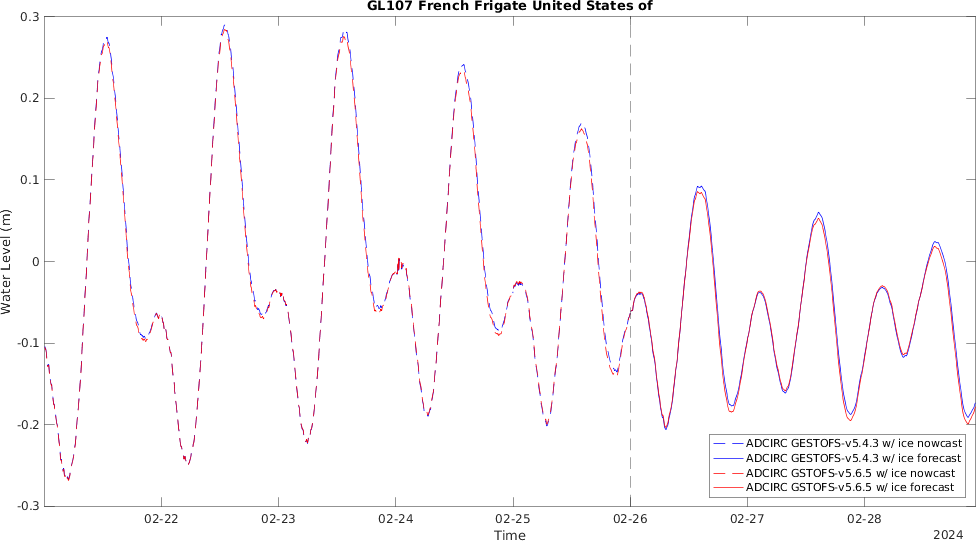 GL107 French Frigate United States of
0.3
0.2
0.1
0
-0.1
-0.2
-0.3
Water Level (m)
02-22
02-23
02-24
02-25
02-26
02-27
02-28
Time
2024
ADCIRC GESTOFS-v5.4.3 w/ ice nowcast
ADCIRC GESTOFS-v5.4.3 w/ ice forecast
ADCIRC GSTOFS-v5.6.5 w/ ice nowcast
ADCIRC GSTOFS-v5.6.5 w/ ice forecast